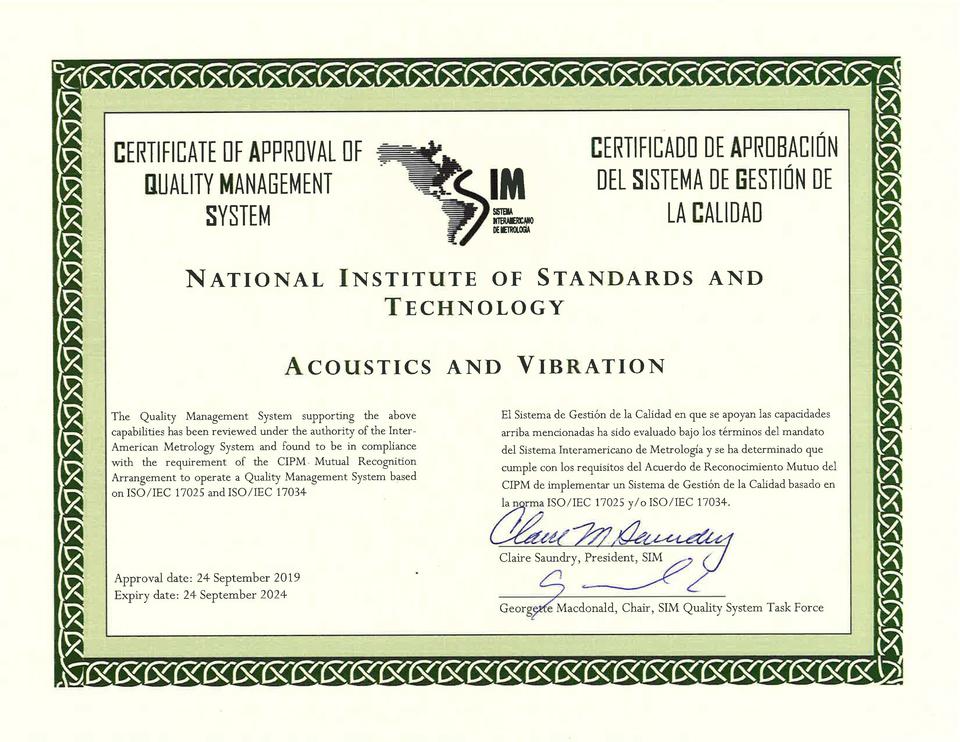 CERTIFICATE OF APPROVAL OF
QUALITY MANAGEMENT
SYSTEM
SIM
SISTEMA
INTERAMERICANO
DE METROLOGÍA
CERTIFICADO DE APROBACIÓN
DEL SISTEMA DE GESTIÓN DE
LA CALIDAD
NATIONAL INSTITUTE OF STANDARDS AND
TECHNOLOGY
ACOUSTICS AND VIBRATION
The Quality Management System supporting the above
capabilities has been reviewed under the authority of the Inter-
American Metrology System and found to be in compliance
with the requirement of the CIPM Mutual Recognition
Arrangement to operate a Quality Management System based
on ISO/IEC 17025 and ISO/IEC 17034
Approval date: 24 September 2019
Expiry date: 24 September 2024
El Sistema de Gestión de la Calidad en que se apoyan las capacidades
arriba mencionadas ha sido evaluado bajo los términos del mandato
del Sistema Interamericano de Metrología y se ha determinado que
cumple con los requisitos del Acuerdo de Reconocimiento Mutuo del
CIPM de implementar un Sistema de Gestión de la Calidad basado en
la norma ISO/IEC 17025 y/o ISO/IEC 17034.
Claire M Saundry
Claire Saundry, President, SIM
Georgette Macdonald, Chair, SIM Quality System Task Force